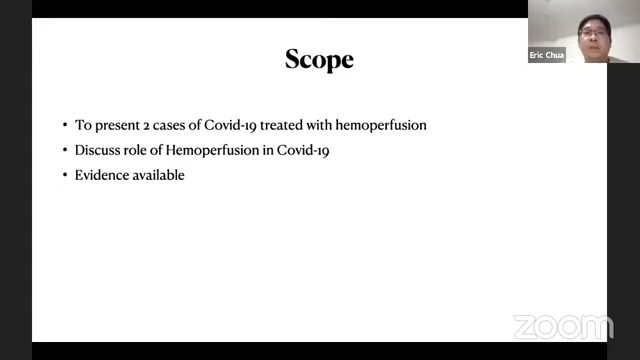 Scope
• To present 2 cases of Covid-19 treated with hemoperfusion
• Discuss role of Hemoperfusion in Covid-19
• Evidence available
Eric Chua
zoom